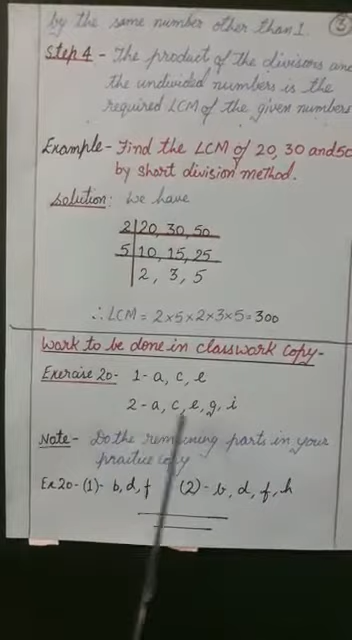 by the same number other than 1. 3
Step 4 - The product of the divisors and
the undivided numbers is the
required LCM of the given numbers
Example - Find the LCM of 20, 30 and 50
by short division method.
Solution: We have
2 | 20, 30, 50
5 | 10, 15, 25
2, 3, 5
∴ LCM = 2×5×2×3×5 = 300
Work to be done in classwork copy-
Exercise 20- 1- a, c, e
2- a, c, e, g, i
Note- Do the remaining parts in your
practice copy
Ex 20- (1)- b, d, f (2)- b, d, f, h